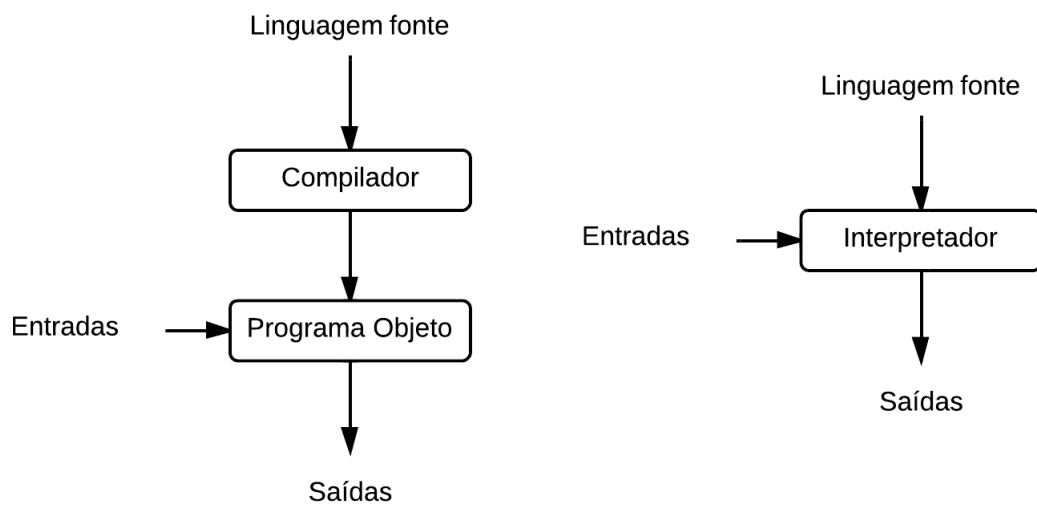 Linguagem fonte
Compilador
Entradas
Programa Objeto
Saídas
Linguagem fonte
Entradas
Interpretador
Saídas